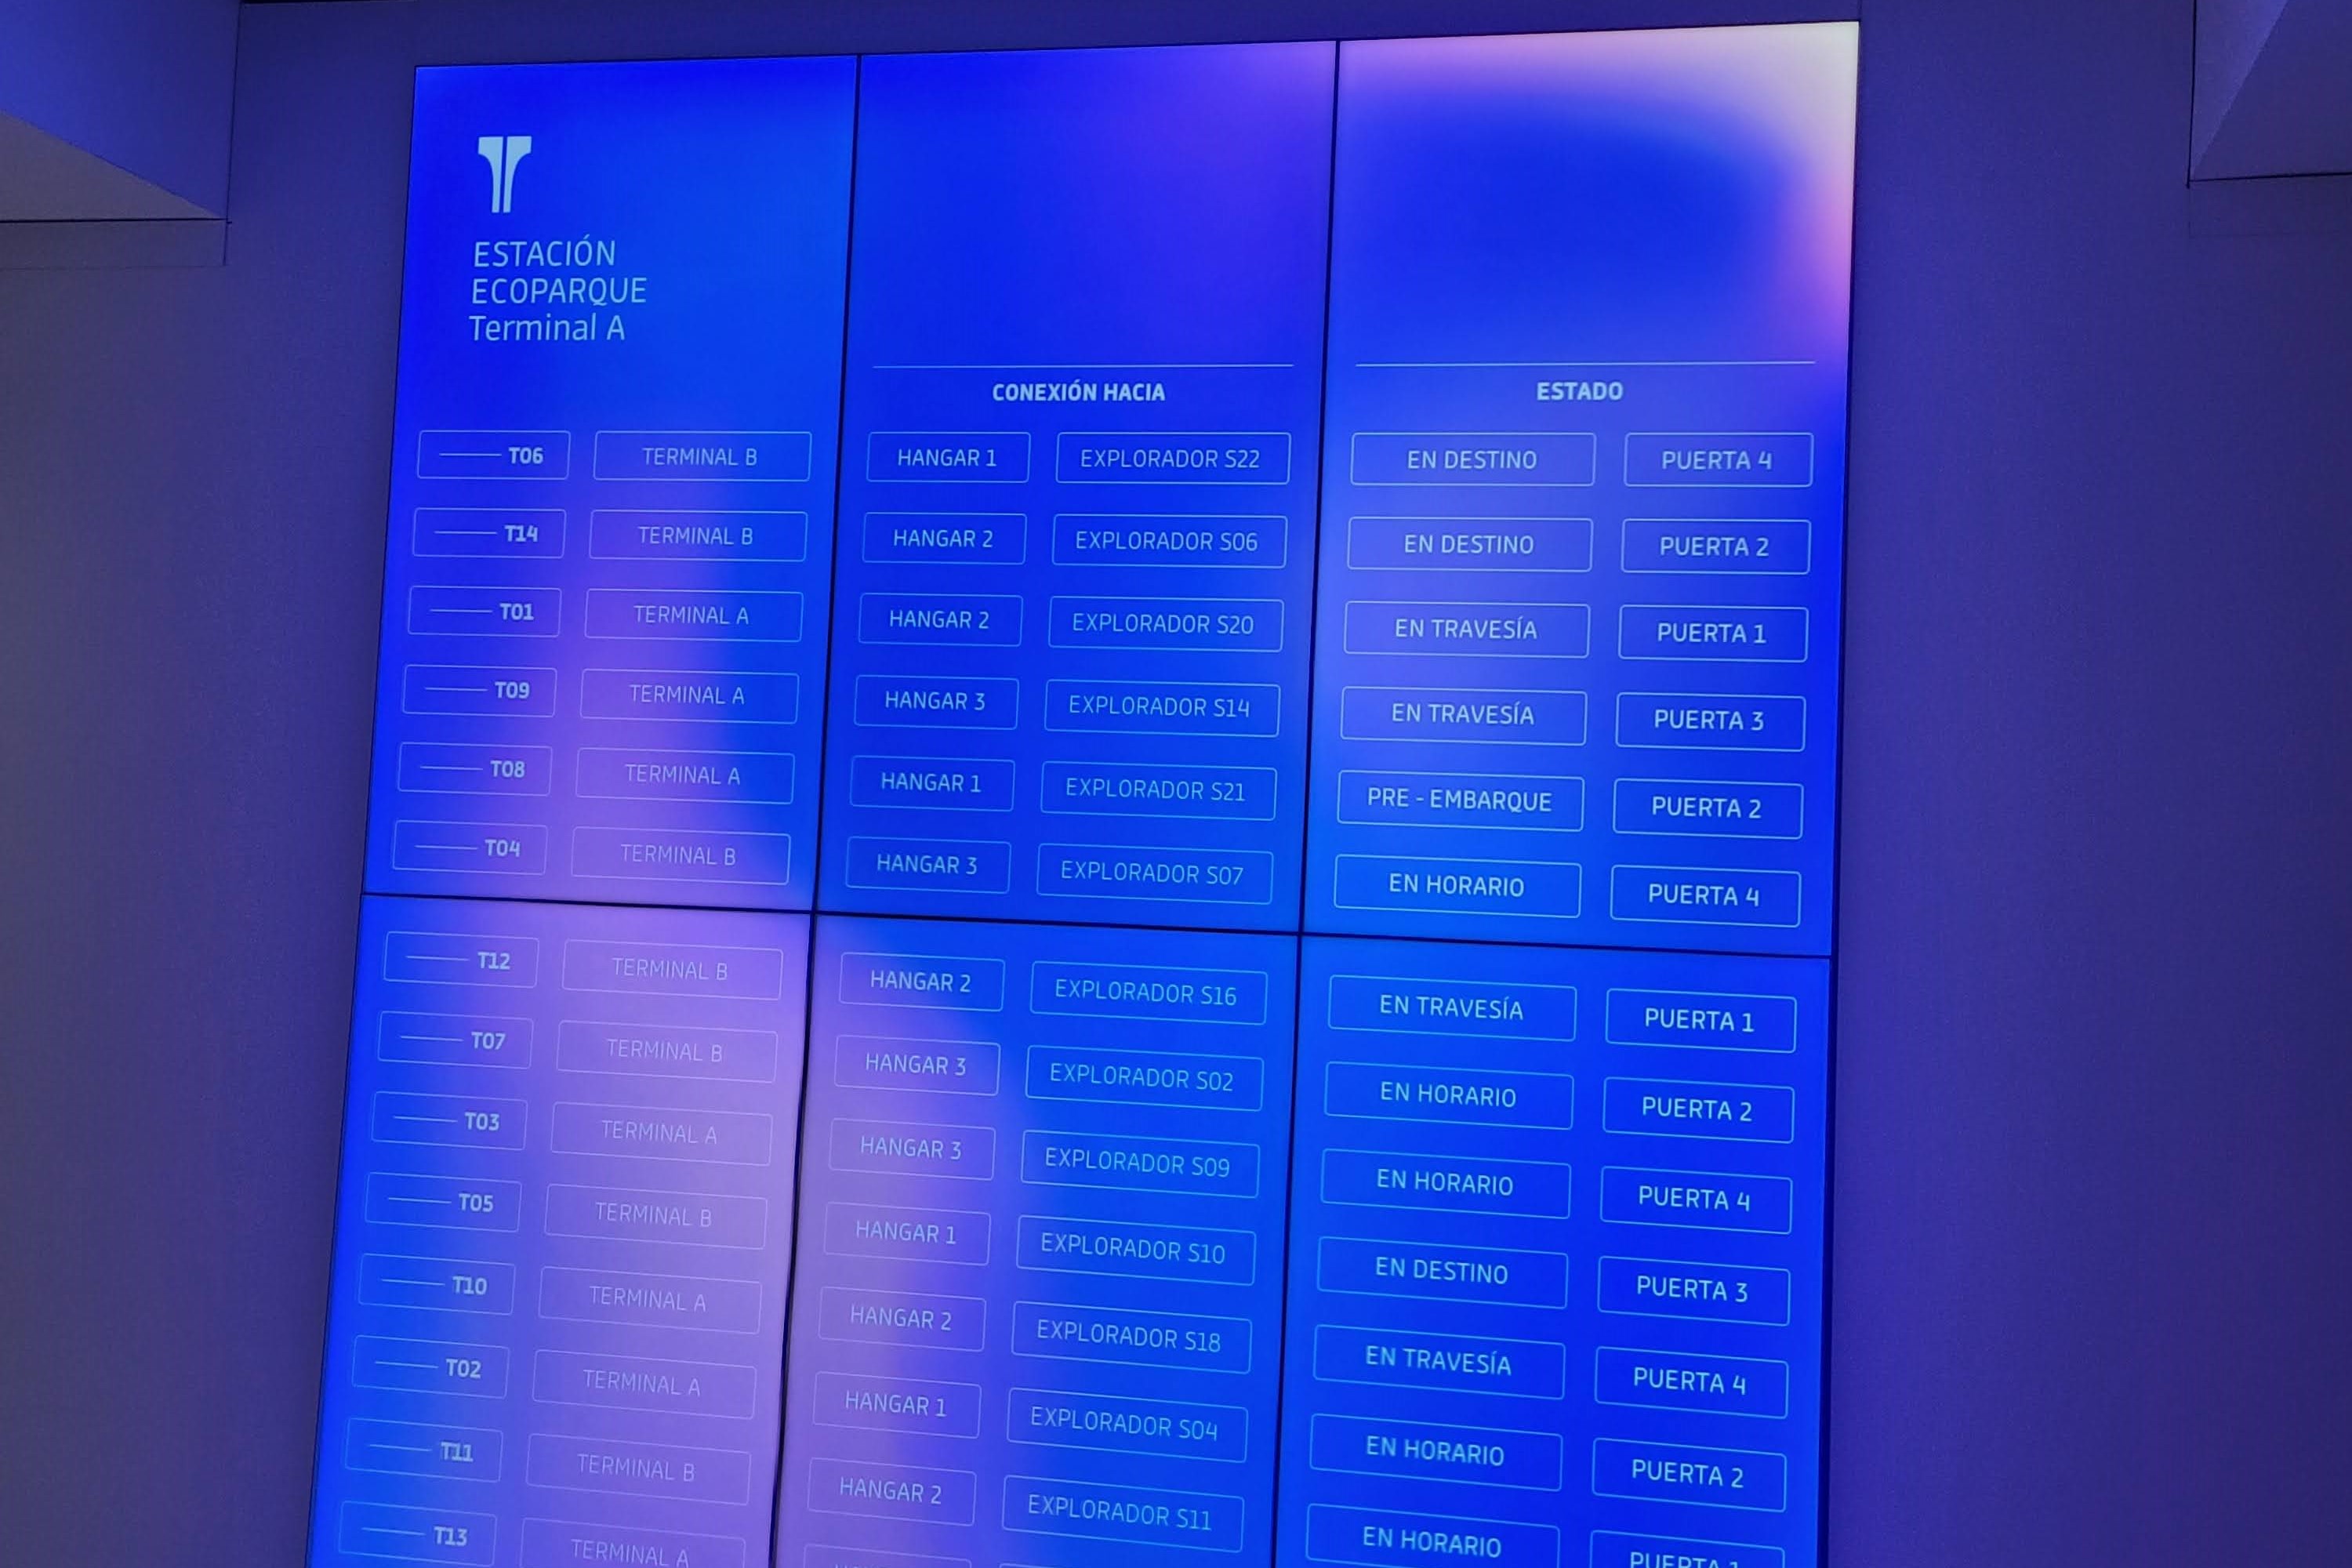 ESTACIÓN
ECOPARQUE
Terminal A
CONEXIÓN HACIA ESTADO
T06 TERMINAL B HANGAR 1 EXPLORADOR S22 EN DESTINO PUERTA 4
T14 TERMINAL B HANGAR 2 EXPLORADOR S06 EN DESTINO PUERTA 2
T01 TERMINAL A HANGAR 2 EXPLORADOR S20 EN TRAVESÍA PUERTA 1
T09 TERMINAL A HANGAR 3 EXPLORADOR S14 EN TRAVESÍA PUERTA 3
T08 TERMINAL A HANGAR 1 EXPLORADOR S21 PRE - EMBARQUE PUERTA 2
T04 TERMINAL B HANGAR 3 EXPLORADOR S07 EN HORARIO PUERTA 4
T12 TERMINAL B HANGAR 2 EXPLORADOR S16 EN TRAVESÍA PUERTA 1
T07 TERMINAL B HANGAR 3 EXPLORADOR S02 EN HORARIO PUERTA 2
T03 TERMINAL A HANGAR 3 EXPLORADOR S09 EN HORARIO PUERTA 4
T05 TERMINAL B HANGAR 1 EXPLORADOR S10 EN DESTINO PUERTA 3
T10 TERMINAL A HANGAR 2 EXPLORADOR S18 EN TRAVESÍA PUERTA 4
T02 TERMINAL A HANGAR 1 EXPLORADOR S04 EN HORARIO PUERTA 2
T11 TERMINAL B HANGAR 2 EXPLORADOR S11 EN HORARIO PUERTA 1
T13 TERMINAL A